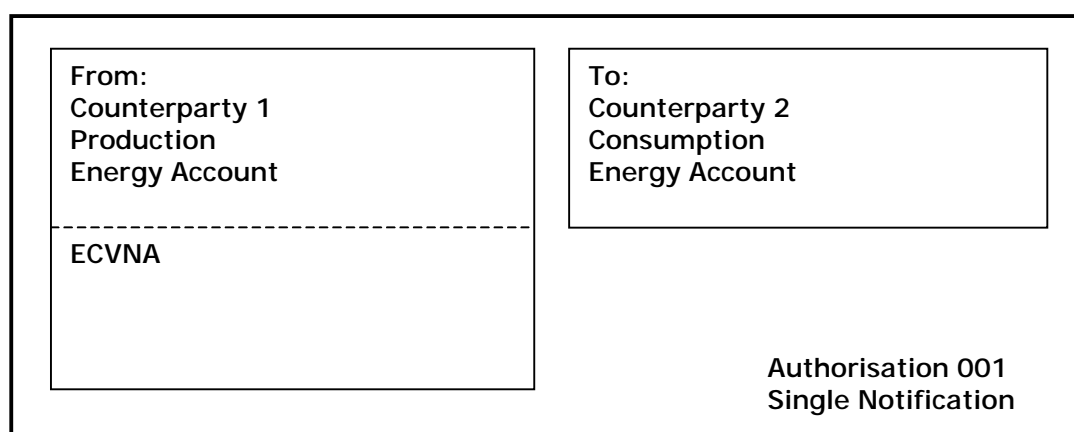 From:
Counterparty 1
Production
Energy Account
ECVNA
To:
Counterparty 2
Consumption
Energy Account
Authorisation 001
Single Notification